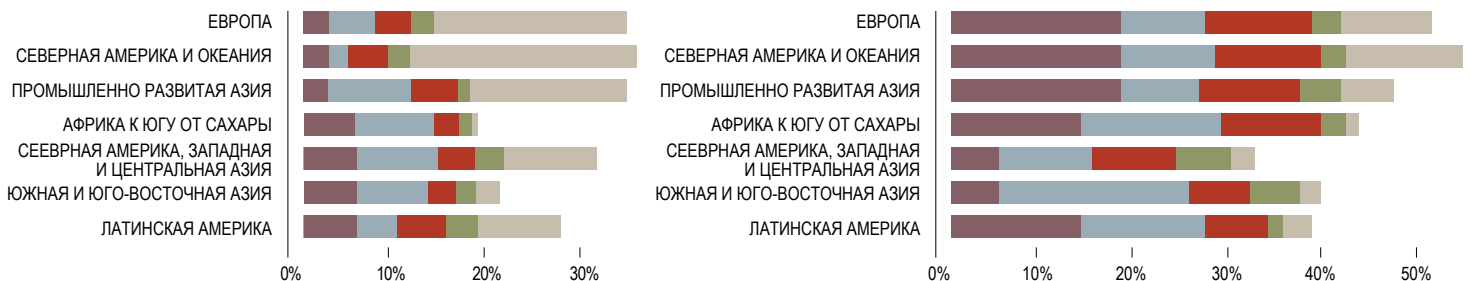 ЕВРОПА
СЕВЕРНАЯ АМЕРИКА И ОКЕАНИЯ
ПРОМЫШЛЕННО РАЗВИТАЯ АЗИЯ
АФРИКА К ЮГУ ОТ САХАРЫ
СЕЕВРНАЯ АМЕРИКА, ЗАПАДНАЯ
И ЦЕНТРАЛЬНАЯ АЗИЯ
ЮЖНАЯ И ЮГО-ВОСТОЧНАЯ АЗИЯ
ЛАТИНСКАЯ АМЕРИКА
0% 10% 20% 30%
ЕВРОПА
СЕВЕРНАЯ АМЕРИКА И ОКЕАНИЯ
ПРОМЫШЛЕННО РАЗВИТАЯ АЗИЯ
АФРИКА К ЮГУ ОТ САХАРЫ
СЕЕВРНАЯ АМЕРИКА, ЗАПАДНАЯ
И ЦЕНТРАЛЬНАЯ АЗИЯ
ЮЖНАЯ И ЮГО-ВОСТОЧНАЯ АЗИЯ
ЛАТИНСКАЯ АМЕРИКА
0% 10% 20% 30% 40% 50%